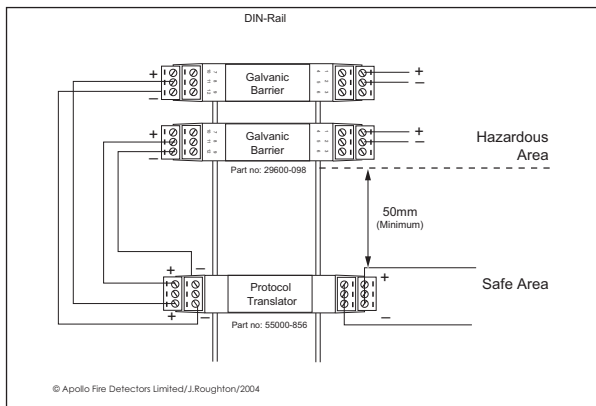 DIN-Rail
+
−
Galvanic
Barrier
+
−
+
−
Galvanic
Barrier
+
−
Part no: 29600-098
Hazardous
Area
50mm
(Minimum)
+
−
Protocol
Translator
+
Safe Area
+
−
−
Part no: 55000-856
© Apollo Fire Detectors Limited/J.Roughton/2004